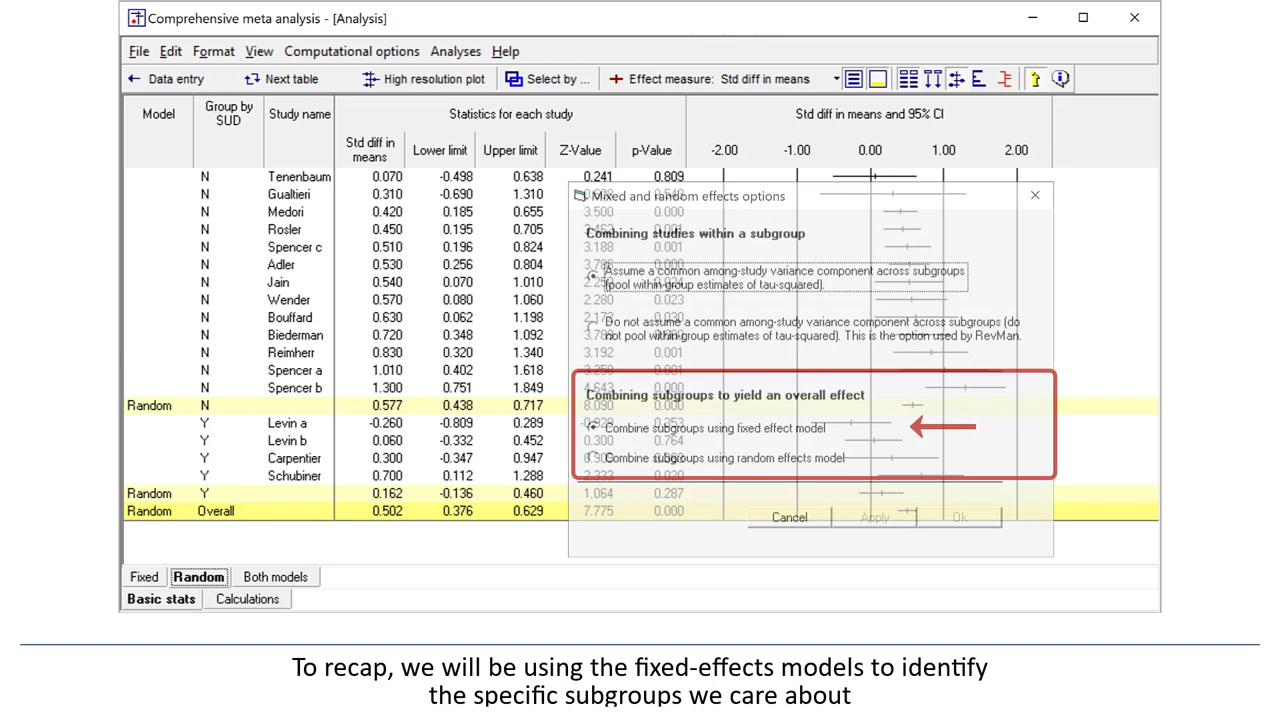 Comprehensive meta analysis - [Analysis]
File Edit Format View Computational options Analyses Help
Data entry Next table High resolution plot Select by ... Effect measure: Std diff in means
Model Group by SUD Study name Statistics for each study Std diff in means and 95% CI
Std diff in means Lower limit Upper limit Z-Value p-Value -2.00 -1.00 0.00 1.00 2.00
N Tenenbaum 0.070 -0.498 0.638 0.241 0.809
N Gualtieri 0.310 -0.690 1.310
Mixed and random effects options
N Medori 0.420 0.185 0.655 3.500 0.000
N Rosler 0.450 0.195 0.705
Combining studies within a subgroup
N Spencer c 0.510 0.196 0.824 3.188 0.001
N Adler 0.530 0.256 0.804
Assume a common among-study variance component across subgroups
N Jain 0.540 0.070 1.010
(pool within-group estimates of tau-squared).
N Wender 0.570 0.080 1.060 2.280 0.023
N Bouffard 0.630 0.062 1.198
Do not assume a common among-study variance component across subgroups (do
N Biederman 0.720 0.348 1.092
not pool within-group estimates of tau-squared). This is the option used by RevMan.
N Reimherr 0.830 0.320 1.340 3.192 0.001
N Spencer a 1.010 0.402 1.618
N Spencer b 1.300 0.751 1.849 4.643 0.000
Combining subgroups to yield an overall effect
Random N 0.577 0.438 0.717 8.090 0.000
Y Levin a -0.260 -0.809 0.289
Combine subgroups using fixed effect model
Y Levin b 0.060 -0.332 0.452 0.300 0.764
Y Carpentier 0.300 -0.347 0.947
Combine subgroups using random effects model
Y Schubiner 0.700 0.112 1.288 2.333 0.020
Random Y 0.162 -0.136 0.460 1.064 0.287
Random Overall 0.502 0.376 0.629 7.775 0.000
Cancel Apply Ok
Fixed Random Both models
Basic stats Calculations
To recap, we will be using the fixed-effects models to identify
the specific subgroups we care about